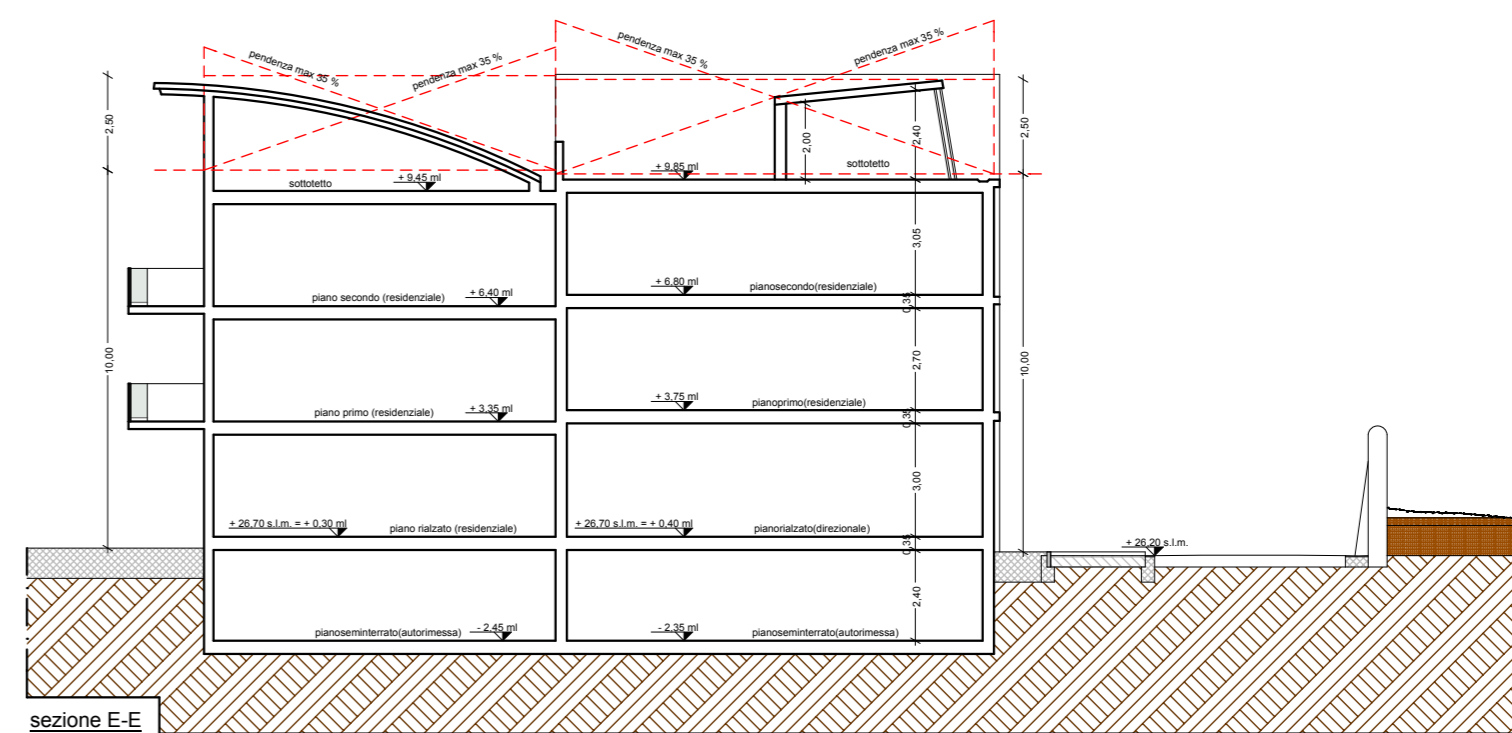 pendenza max 35 %
pendenza max 35 %
pendenza max 35 %
pendenza max 35 %
2,50
2,50
2,00
2,40
sottotetto
+ 9,85 ml
sottotetto
+ 9,45 ml
3,05
piano secondo (residenziale)
+ 6,40 ml
+ 6,80 ml
pianosecondo(residenziale)
0,35
10,00
10,00
2,70
piano primo (residenziale)
+ 3,35 ml
+ 3,75 ml
pianoprimo(residenziale)
0,35
3,00
+ 26,70 s.l.m. = + 0,30 ml
piano rialzato (residenziale)
+ 26,70 s.l.m. = + 0,40 ml
pianorialzato(direzionale)
0,35
+ 26,20 s.l.m.
2,40
pianoseminterrato(autorimessa)
- 2,45 ml
- 2,35 ml
pianoseminterrato(autorimessa)
sezione E-E